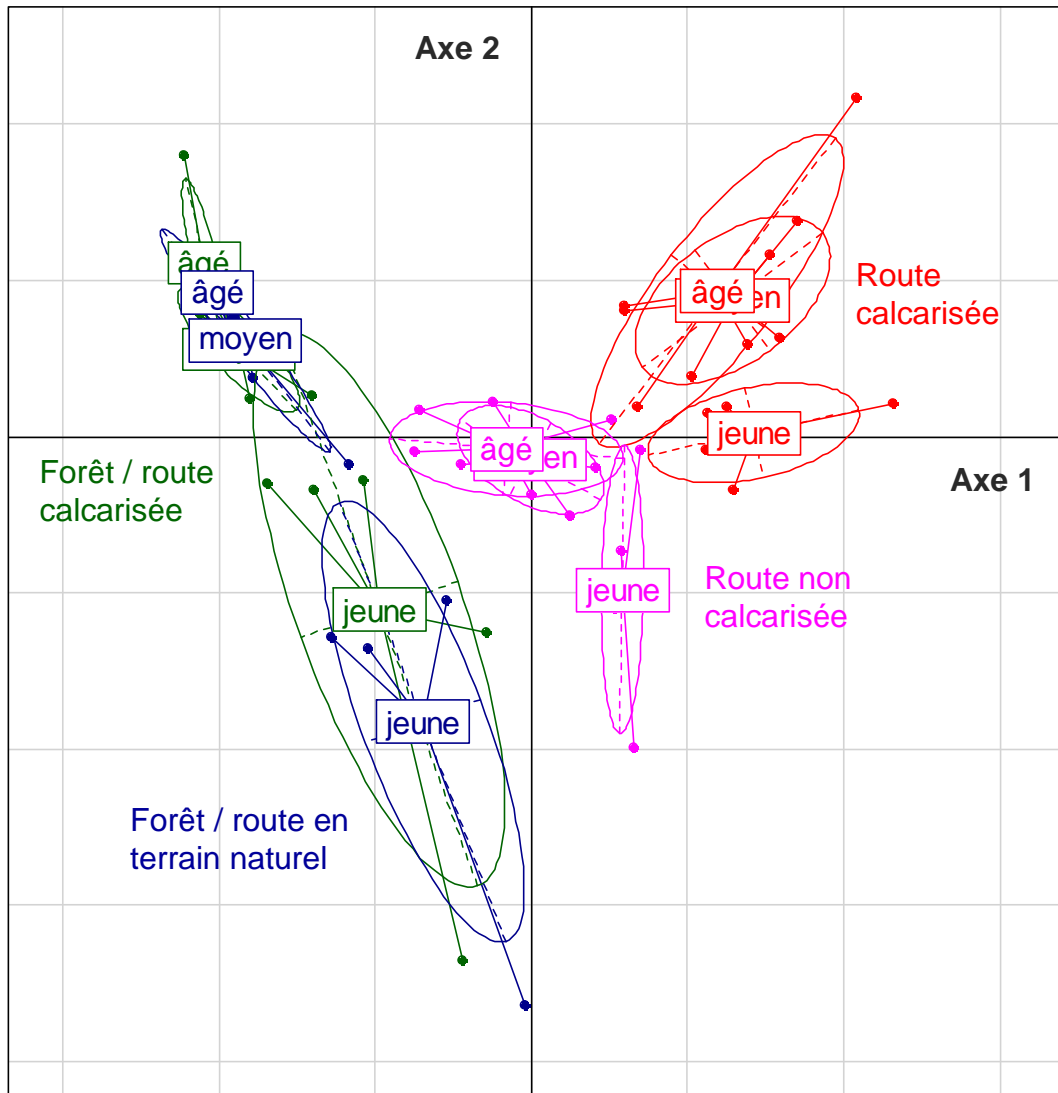 Axe 2
âgé
âgé
moyen
âgé
Route
calcarisée
jeune
âgé
Axe 1
Forêt / route
calcarisée
jeune
Route non
calcarisée
jeune
jeune
Forêt / route en
terrain naturel